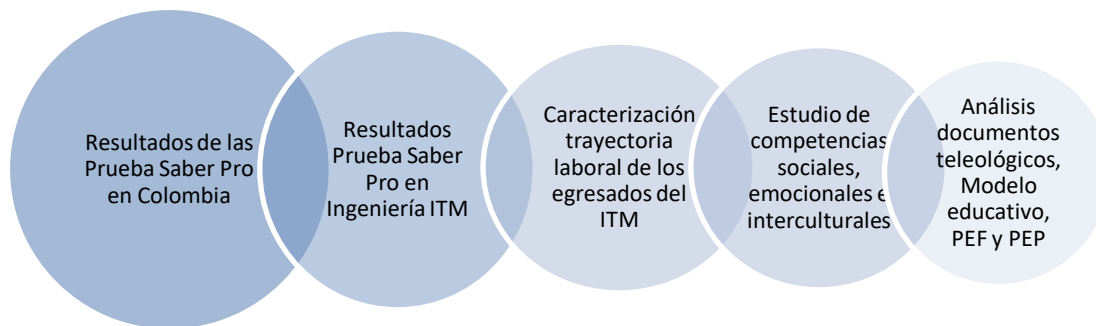 Resultados de las
Prueba Saber Pro
en Colombia
Resultados
Prueba Saber
Pro en
Ingeniería ITM
Caracterización
trayectoria
laboral de los
egresados del
ITM
Estudio de
competencias
sociales,
emocionales e
interculturales
Análisis
documentos
teleológicos,
Modelo
educativo,
PEF y PEP